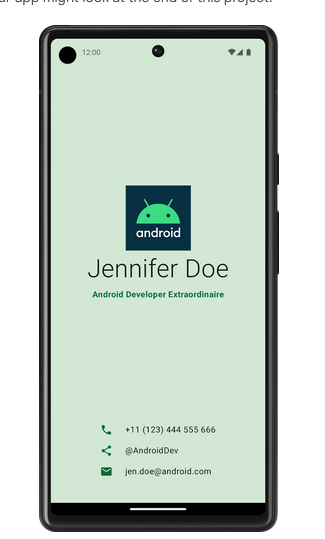 ur app might look at the end of this project.
12:00
android
Jennifer Doe
Android Developer Extraordinaire
+11 (123) 444 555 666
@AndroidDev
jen.doe@android.com